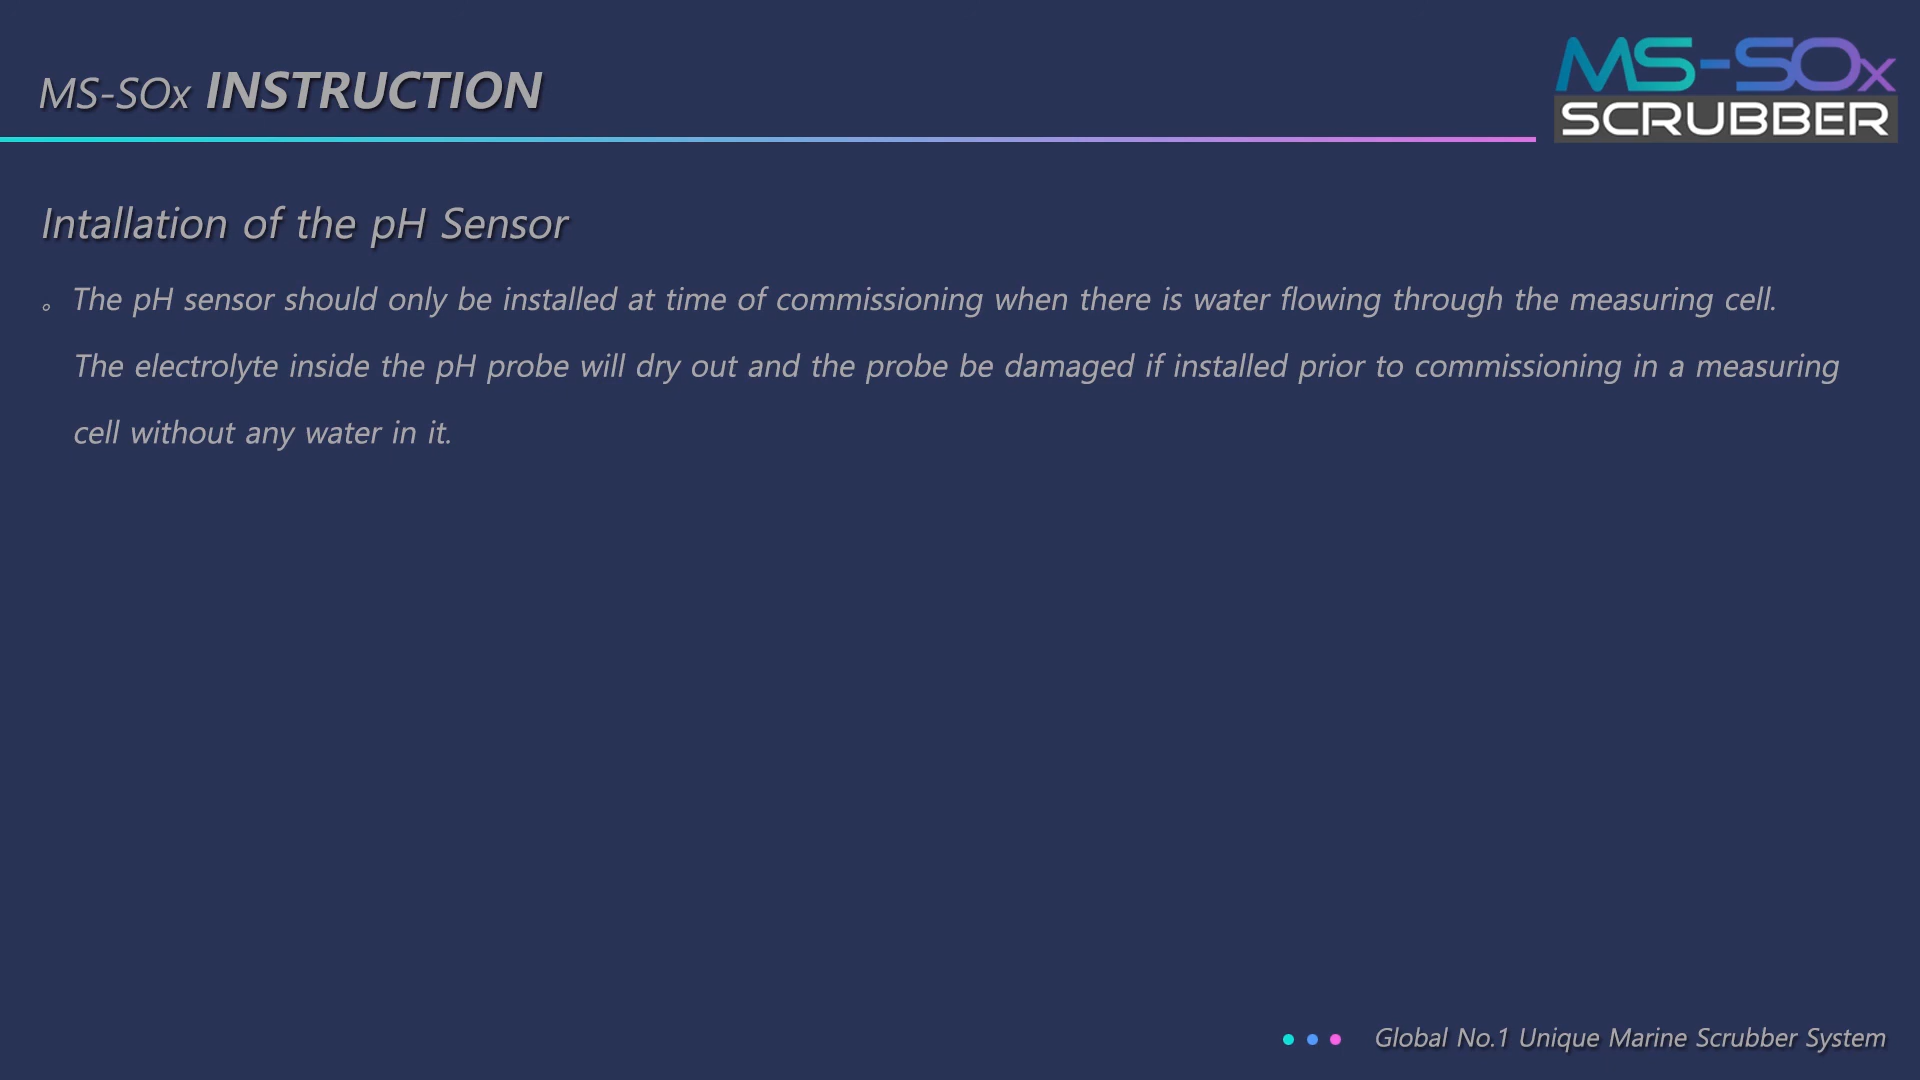 MS-SOx INSTRUCTION
MS-SOx
SCRUBBER
Intallation of the pH Sensor
。The pH sensor should only be installed at time of commissioning when there is water flowing through the measuring cell.
The electrolyte inside the pH probe will dry out and the probe be damaged if installed prior to commissioning in a measuring
cell without any water in it.
Global No.1 Unique Marine Scrubber System